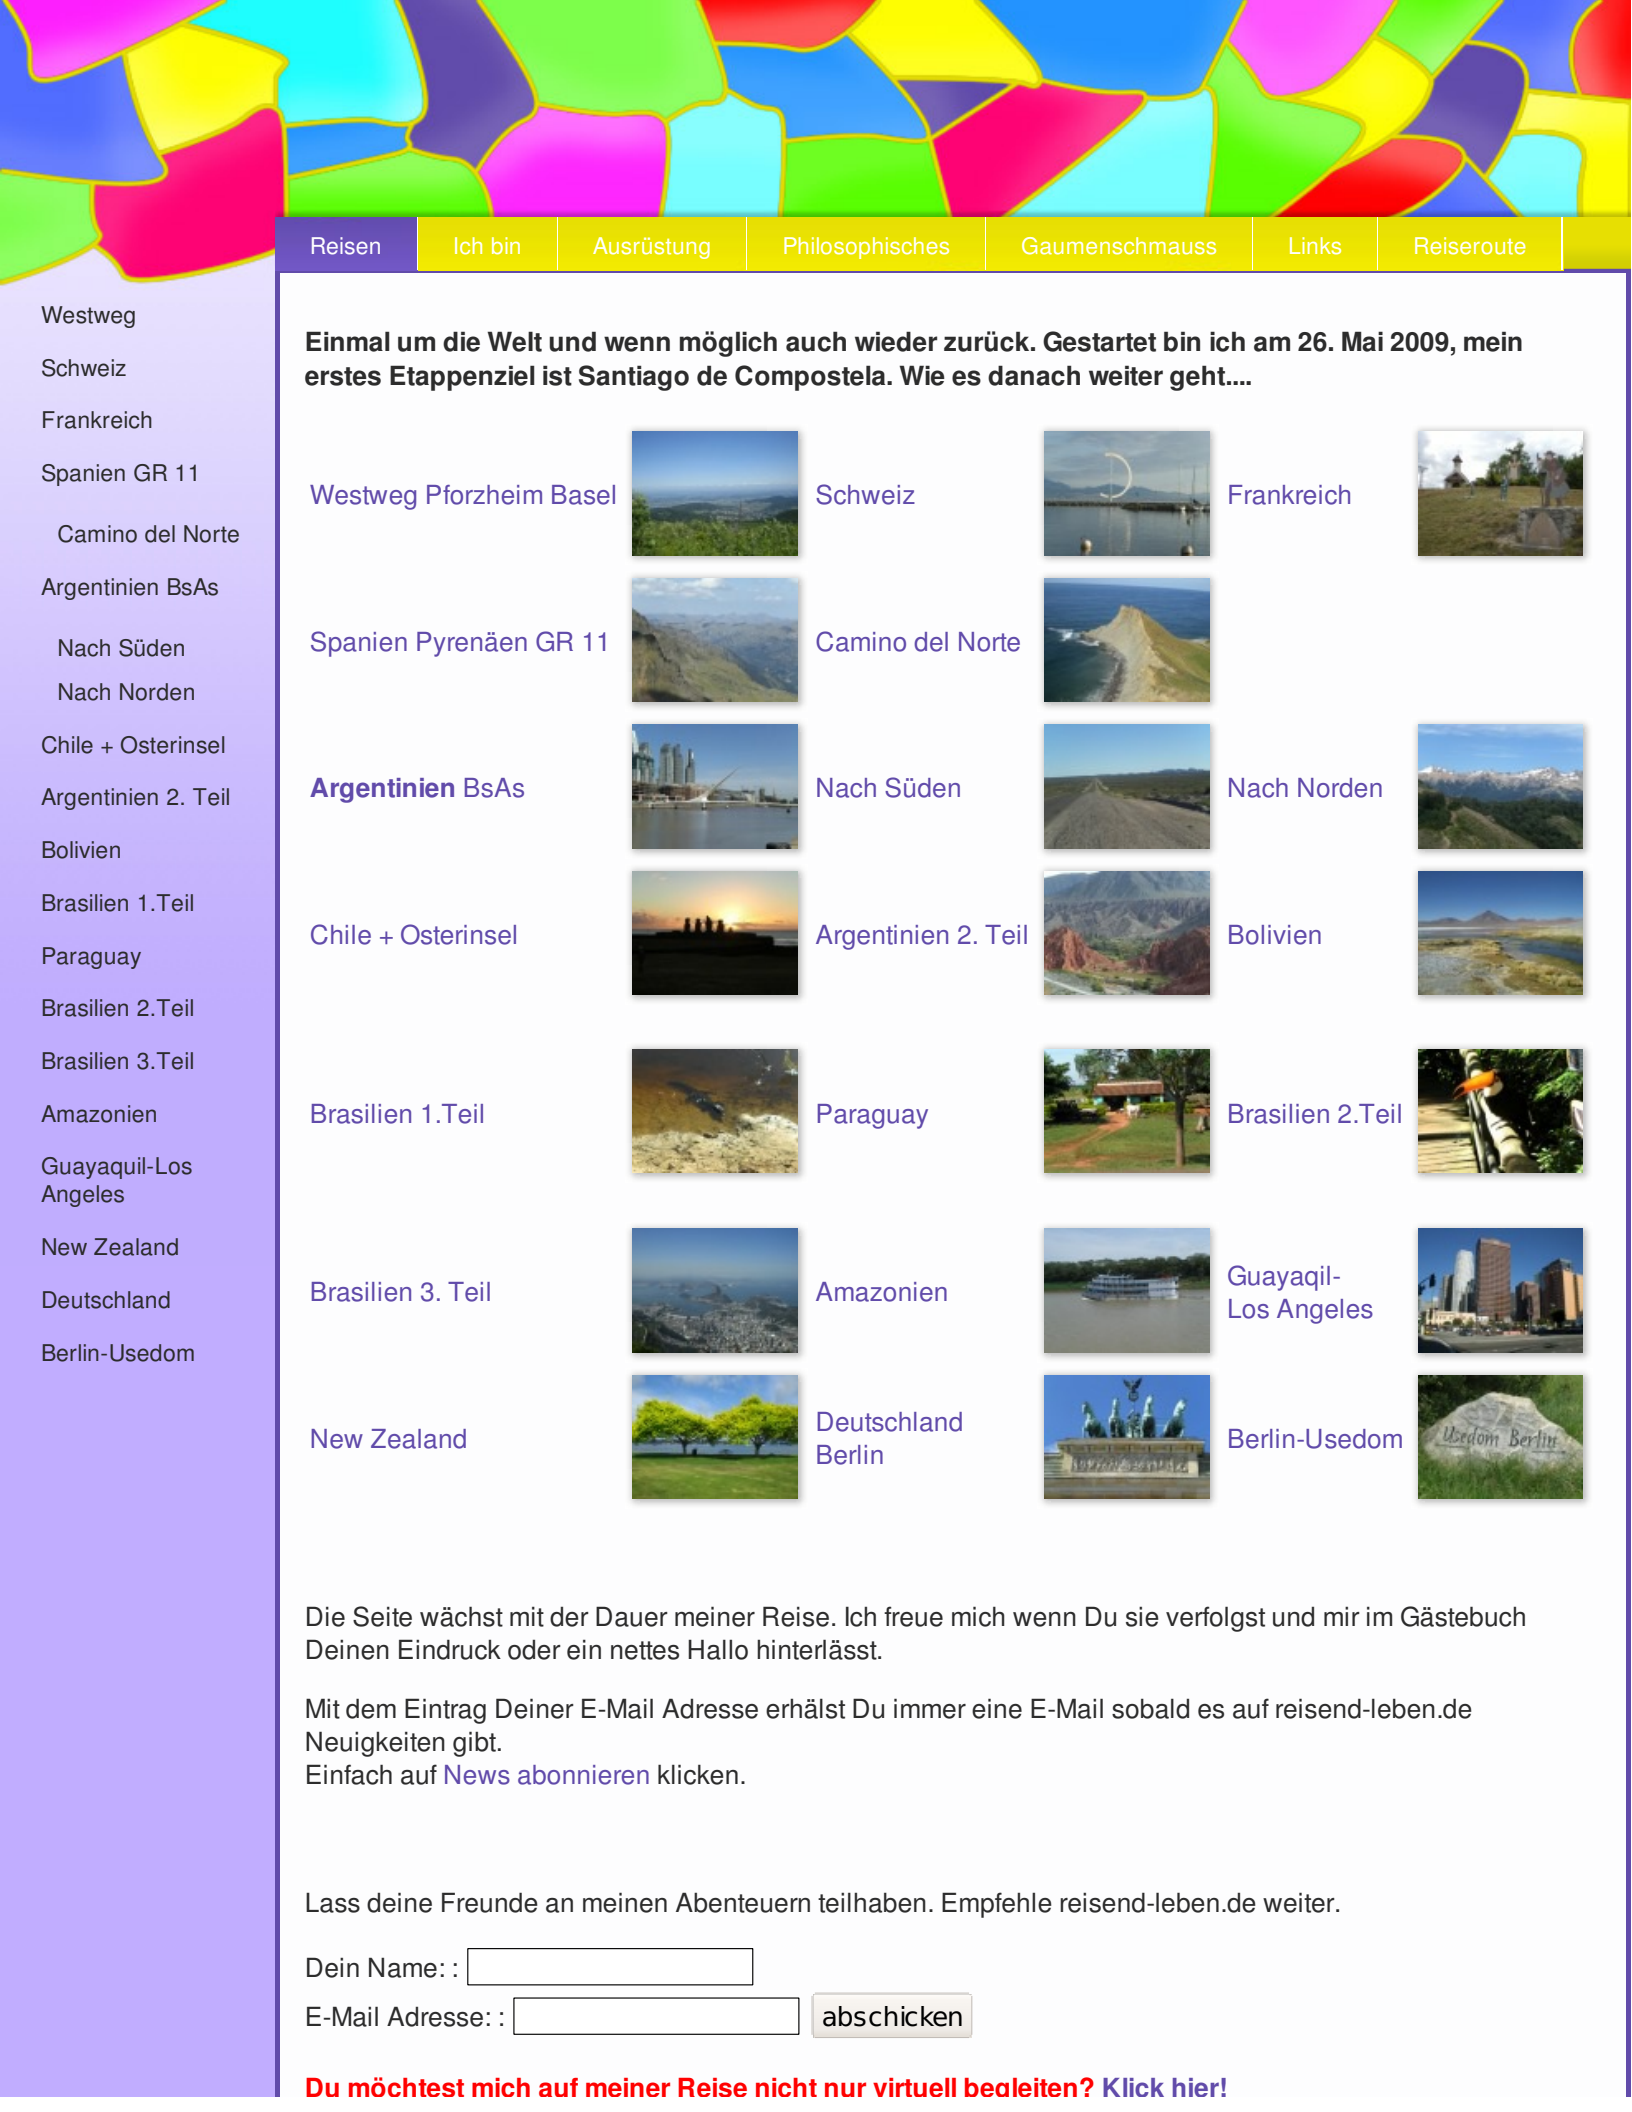 Reisen
Ich bin
Ausrüstung
Philosophisches
Gaumenschmauss
Links
Reiseroute
Westweg
Schweiz
Frankreich
Spanien GR 11
Camino del Norte
Argentinien BsAs
Nach Süden
Nach Norden
Chile + Osterinsel
Argentinien 2. Teil
Bolivien
Brasilien 1.Teil
Paraguay
Brasilien 2.Teil
Brasilien 3.Teil
Amazonien
Guayaquil-Los
Angeles
New Zealand
Deutschland
Berlin-Usedom
Einmal um die Welt und wenn möglich auch wieder zurück. Gestartet bin ich am 26. Mai 2009, mein
erstes Etappenziel ist Santiago de Compostela. Wie es danach weiter geht....
Westweg Pforzheim Basel
Schweiz
Frankreich
Spanien Pyrenäen GR 11
Camino del Norte
Argentinien BsAs
Nach Süden
Nach Norden
Chile + Osterinsel
Argentinien 2. Teil
Bolivien
Brasilien 1.Teil
Paraguay
Brasilien 2.Teil
Brasilien 3. Teil
Amazonien
Guayaqil-
Los Angeles
New Zealand
Deutschland
Berlin
Berlin-Usedom
Usedom Berlin
Die Seite wächst mit der Dauer meiner Reise. Ich freue mich wenn Du sie verfolgst und mir im Gästebuch
Deinen Eindruck oder ein nettes Hallo hinterlässt.
Mit dem Eintrag Deiner E-Mail Adresse erhälst Du immer eine E-Mail sobald es auf reisend-leben.de
Neuigkeiten gibt.
Einfach auf News abonnieren klicken.
Lass deine Freunde an meinen Abenteuern teilhaben. Empfehle reisend-leben.de weiter.
Dein Name: :
E-Mail Adresse: : abschicken
Du möchtest mich auf meiner Reise nicht nur virtuell begleiten? Klick hier!